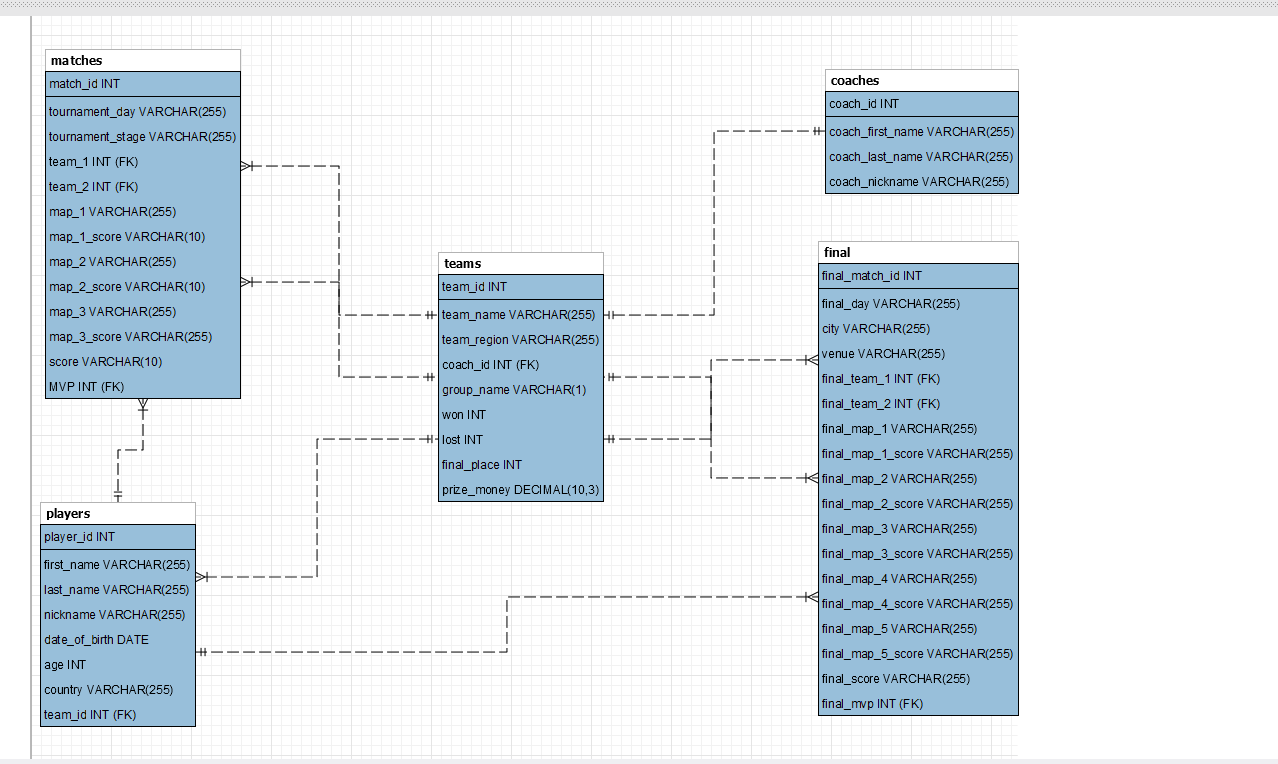 matches
match_id INT
tournament_day VARCHAR(255)
tournament_stage VARCHAR(255)
team_1 INT (FK)
team_2 INT (FK)
map_1 VARCHAR(255)
map_1_score VARCHAR(10)
map_2 VARCHAR(255)
map_2_score VARCHAR(10)
map_3 VARCHAR(255)
map_3_score VARCHAR(255)
score VARCHAR(10)
MVP INT (FK)
players
player_id INT
first_name VARCHAR(255)
last_name VARCHAR(255)
nickname VARCHAR(255)
date_of_birth DATE
age INT
country VARCHAR(255)
team_id INT (FK)
teams
team_id INT
team_name VARCHAR(255)
team_region VARCHAR(255)
coach_id INT (FK)
group_name VARCHAR(1)
won INT
lost INT
final_place INT
prize_money DECIMAL(10,3)
coaches
coach_id INT
coach_first_name VARCHAR(255)
coach_last_name VARCHAR(255)
coach_nickname VARCHAR(255)
final
final_match_id INT
final_day VARCHAR(255)
city VARCHAR(255)
venue VARCHAR(255)
final_team_1 INT (FK)
final_team_2 INT (FK)
final_map_1 VARCHAR(255)
final_map_1_score VARCHAR(255)
final_map_2 VARCHAR(255)
final_map_2_score VARCHAR(255)
final_map_3 VARCHAR(255)
final_map_3_score VARCHAR(255)
final_map_4 VARCHAR(255)
final_map_4_score VARCHAR(255)
final_map_5 VARCHAR(255)
final_map_5_score VARCHAR(255)
final_score VARCHAR(255)
final_mvp INT (FK)